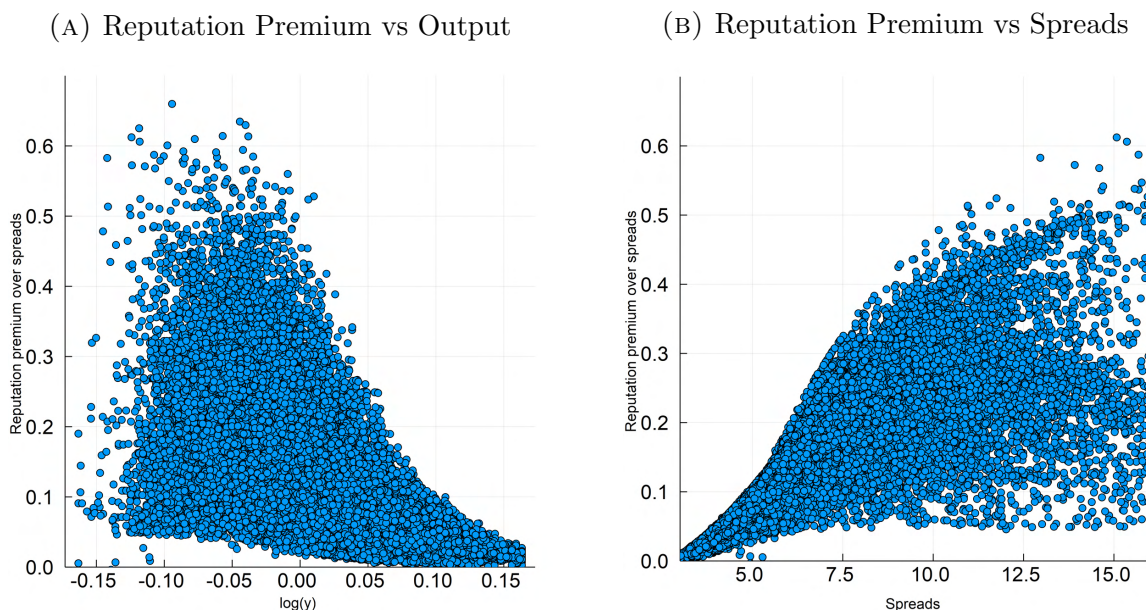 (A) Reputation Premium vs Output
Reputation premium over spreads
0.6
0.5
0.4
0.3
0.2
0.1
0.0
-0.15 -0.10 -0.05 0.00 0.05 0.10 0.15
log(y)
(B) Reputation Premium vs Spreads
Reputation premium over spreads
0.6
0.5
0.4
0.3
0.2
0.1
0.0
5.0 7.5 10.0 12.5 15.0
Spreads